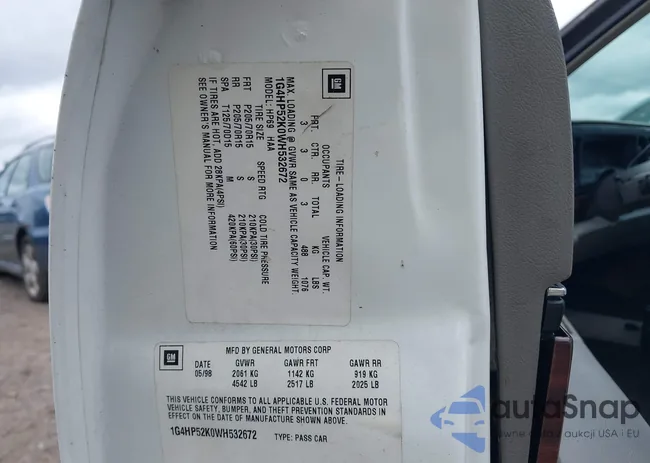 GM
TIRE-LOADING INFORMATION
OCCUPANTS VEHICLE CAP. WT.
FRT. CTR. RR. TOTAL KG LBS
3 3 0 3 488 1076
MAX. LOADING @ GVWR SAME AS VEHICLE CAPACITY WEIGHT.
1G4HP52K0WH532672
MODEL: HP69 HAA
TIRE SIZE SPEED RTG COLD TIRE PRESSURE
FRT P205/70R15 S 210KPA(30PSI)
RR P205/70R15 S 210KPA(30PSI)
SPA T125/70D15 M 420KPA(60PSI)
IF TIRES ARE HOT, ADD 28KPA(4PSI)
SEE OWNER'S MANUAL FOR MORE INFORMATION
GM
MFD BY GENERAL MOTORS CORP
DATE GVWR GAWR FRT GAWR RR
05/98 2061 KG 1142 KG 919 KG
4542 LB 2517 LB 2025 LB
THIS VEHICLE CONFORMS TO ALL APPLICABLE U.S. FEDERAL MOTOR
VEHICLE SAFETY, BUMPER, AND THEFT PREVENTION STANDARDS
IN EFFECT ON THE DATE OF MANUFACTURE SHOWN ABOVE.
1G4HP52K0WH532672 TYPE: PASS CAR
autoSnap
Pewne auto z aukcji USA i EU